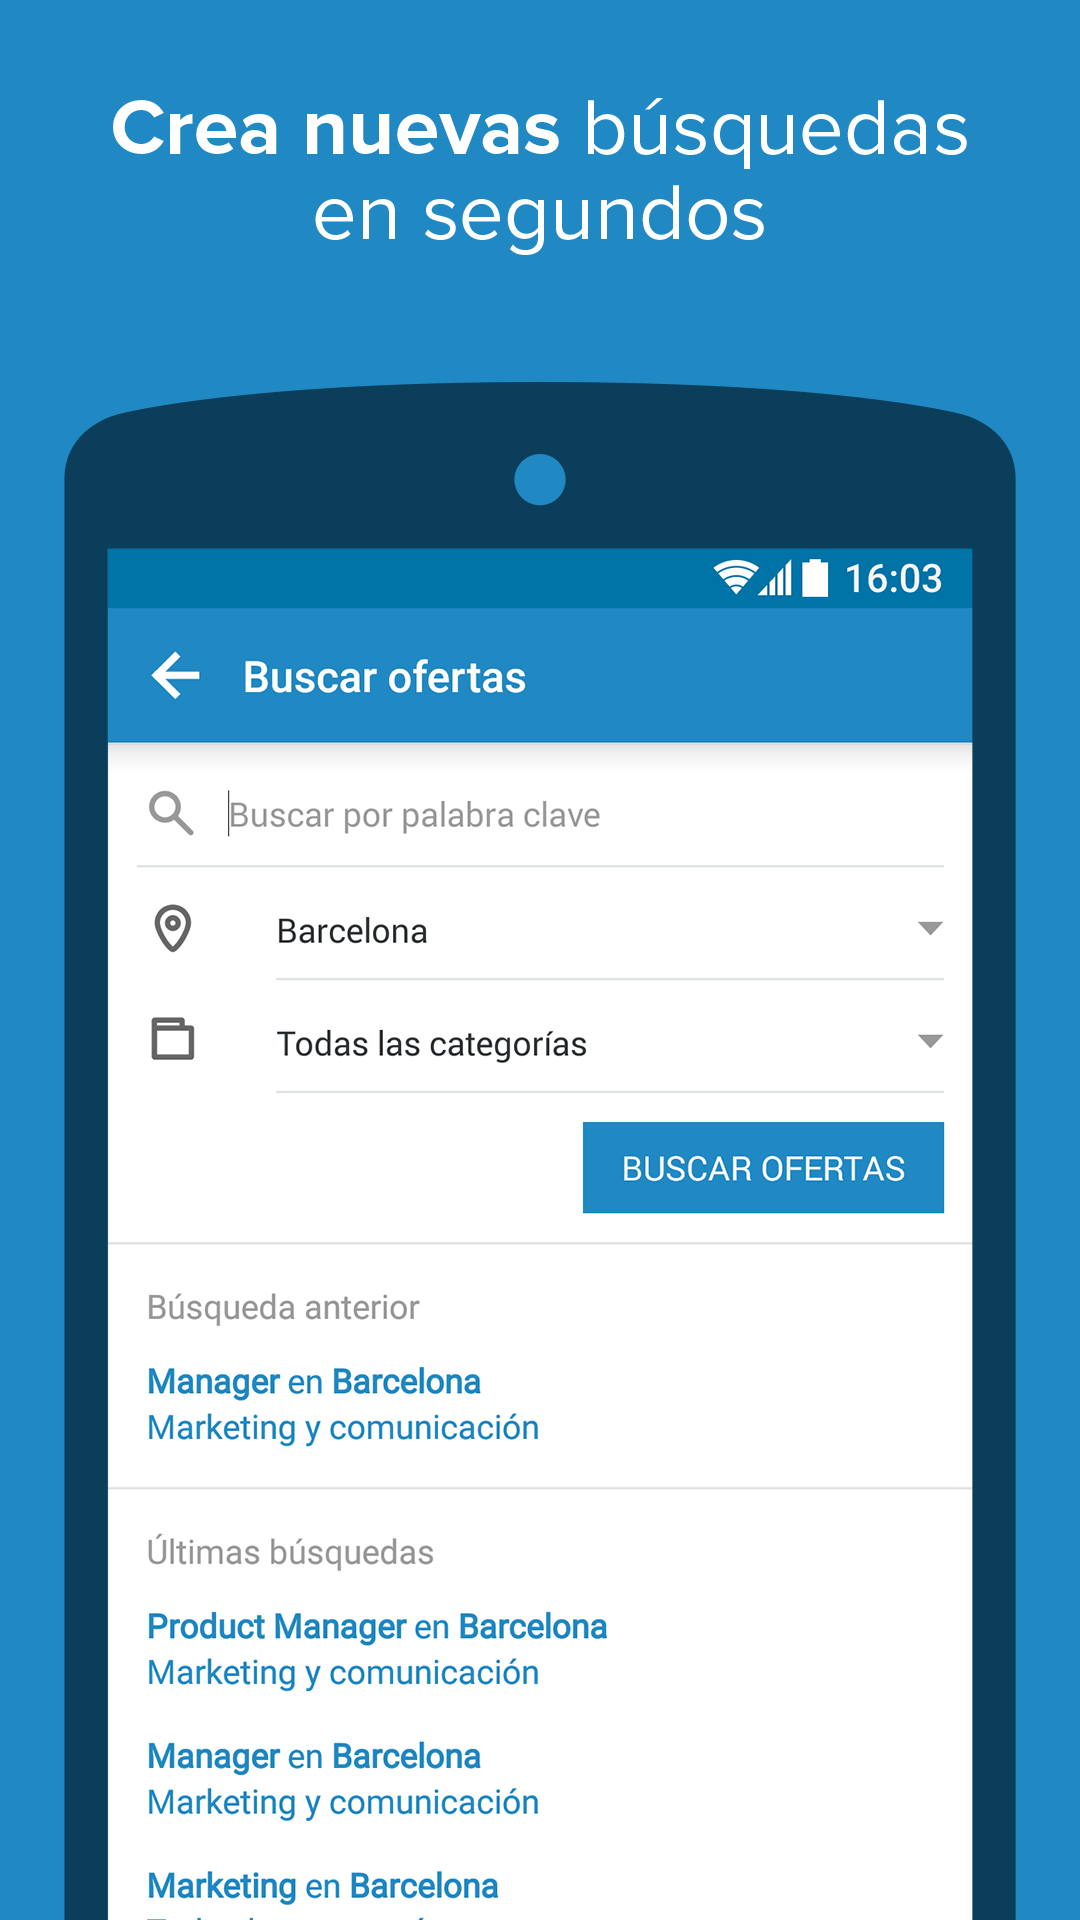 Crea nuevas búsquedas
en segundos
16:03
Buscar ofertas
Buscar por palabra clave
Barcelona
Todas las categorías
BUSCAR OFERTAS
Búsqueda anterior
Manager en Barcelona
Marketing y comunicación
Últimas búsquedas
Product Manager en Barcelona
Marketing y comunicación
Manager en Barcelona
Marketing y comunicación
Marketing en Barcelona